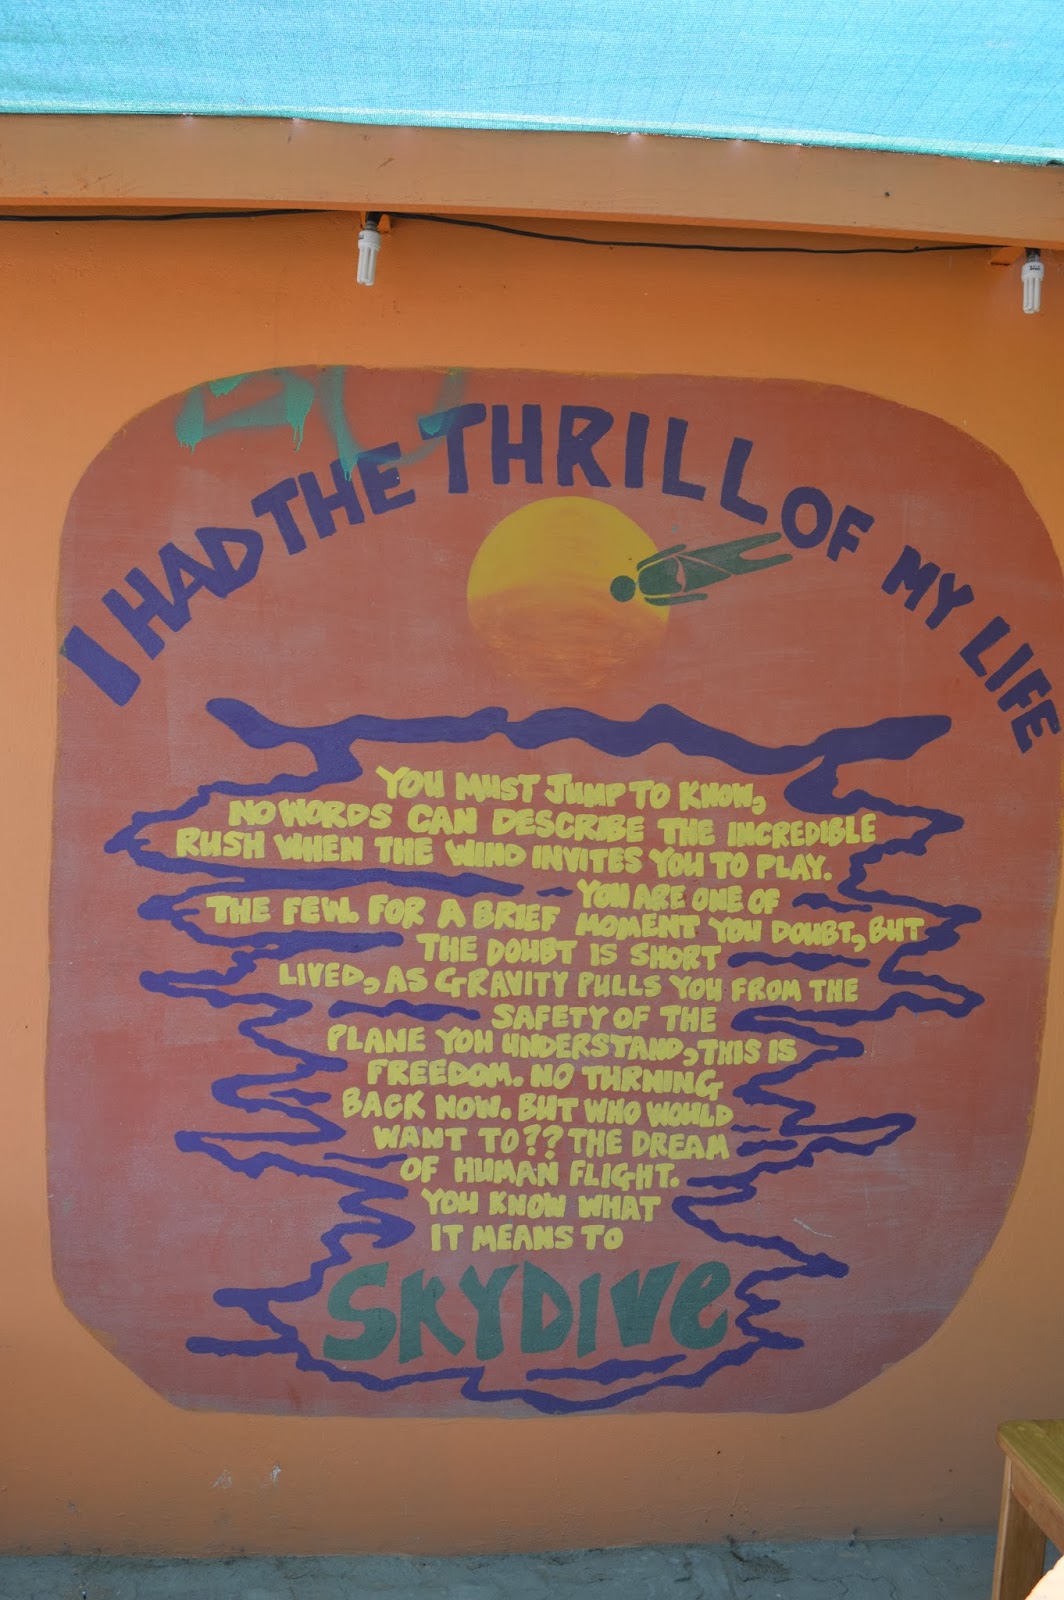 I HAD THE THRILL OF MY LIFE
YOU MUST JUMP TO KNOW,
NO WORDS CAN DESCRIBE THE INCREDIBLE
RUSH WHEN THE WIND INVITES YOU TO PLAY.
YOU ARE ONE OF
THE FEW. FOR A BRIEF MOMENT YOU DOUBT, BUT
THE DOUBT IS SHORT
LIVED, AS GRAVITY PULLS YOU FROM THE
SAFETY OF THE
PLANE YOU UNDERSTAND, THIS IS
FREEDOM. NO TURNING
BACK NOW. BUT WHO WOULD
WANT TO?? THE DREAM
OF HUMAN FLIGHT.
YOU KNOW WHAT
IT MEANS TO
SKYDIVE